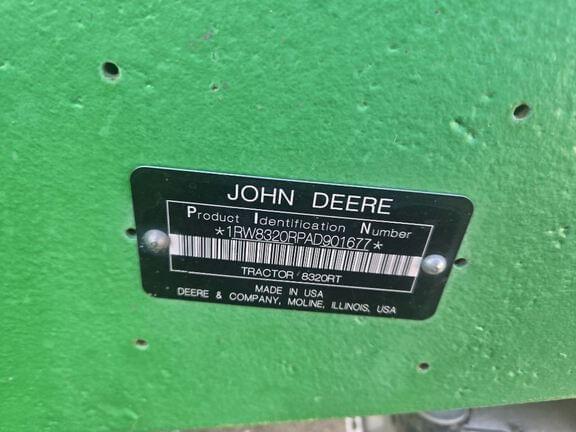 JOHN DEERE
Product Identification Number
*1RW8320RPAD901677*
TRACTOR 8320RT
MADE IN USA
DEERE & COMPANY, MOLINE, ILLINOIS, USA